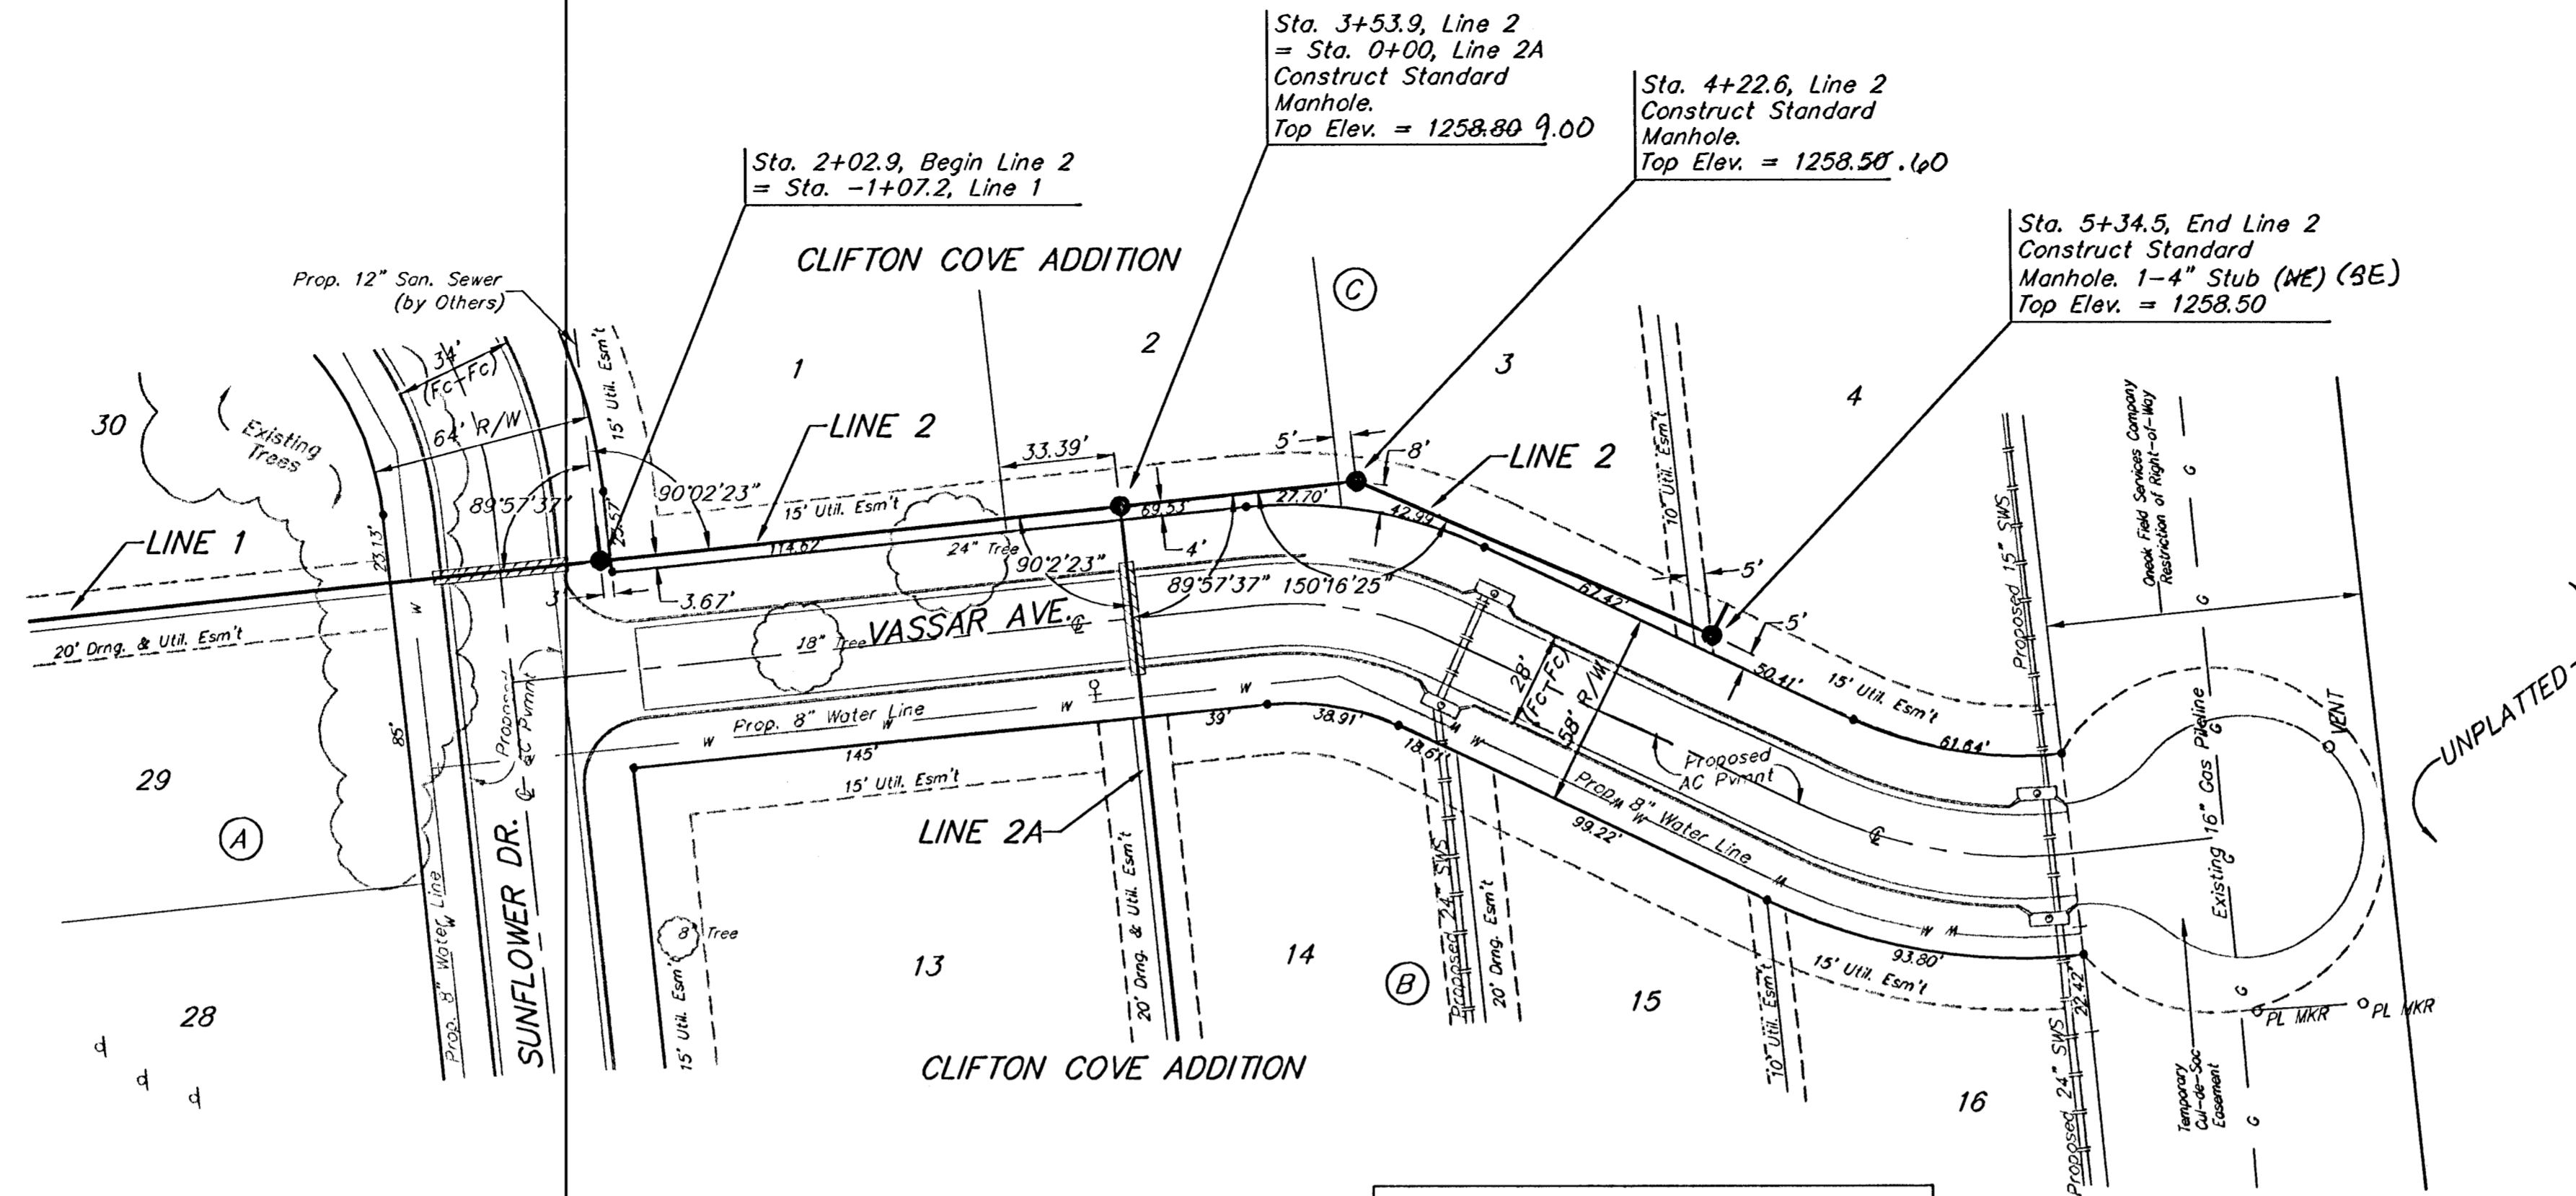 Sta. 3+53.9, Line 2
= Sta. 0+00, Line 2A
Construct Standard
Manhole.
Top Elev. = 1258.80 9.00
Sta. 4+22.6, Line 2
Construct Standard
Manhole.
Top Elev. = 1258.50 .60
Sta. 2+02.9, Begin Line 2
= Sta. -1+07.2, Line 1
Sta. 5+34.5, End Line 2
Construct Standard
Manhole. 1-4" Stub (NE) (SE)
Top Elev. = 1258.50
CLIFTON COVE ADDITION
Prop. 12" San. Sewer
(by Others)
C
34'
(Fc-Fc)
64' R/W
15' Util. Esm't
1
2
3
4
30
Existing
Trees
LINE 2
33.39'
5'
8'
LINE 2
10' Util. Esm't
89°57'37"
90°02'23"
15' Util. Esm't
69.53'
27.70'
42.99'
LINE 1
23.13'
23.57'
114.62'
24" Tree
4'
90°2'23"
89°57'37"
150°16'25"
5'
3'
3.67'
67.42'
5'
20' Drng. & Util. Esm't
18" Tree
VASSAR AVE.
28'
(Fc-Fc)
58' R/W
50.41'
15' Util. Esm't
61.64'
Proposed 15" SWS
Oneok Field Services Company
Restriction of Right-of-Way
G
G
G
G
VENT
UNPLATTED
Existing 16" Gas Pipeline
W
85'
Proposed
AC Pvmnt
Prop. 8" Water Line
W
W
W
W
145'
39'
38.91'
18.61'
Proposed
AC Pvmnt
Prop. 8" Water Line
99.22'
15' Util. Esm't
29
A
LINE 2A
SUNFLOWER DR.
Prop. 8" Water Line
8" Tree
15' Util. Esm't
13
20' Drng. & Util. Esm't
14
B
Proposed 24" SWS
20' Drng. Esm't
15
10' Util. Esm't
93.80'
15' Util. Esm't
22.42'
Proposed 24" SWS
16
28
CLIFTON COVE ADDITION
Temporary
Cul-de-Sac
Easement
G
G
PL MKR
PL MKR